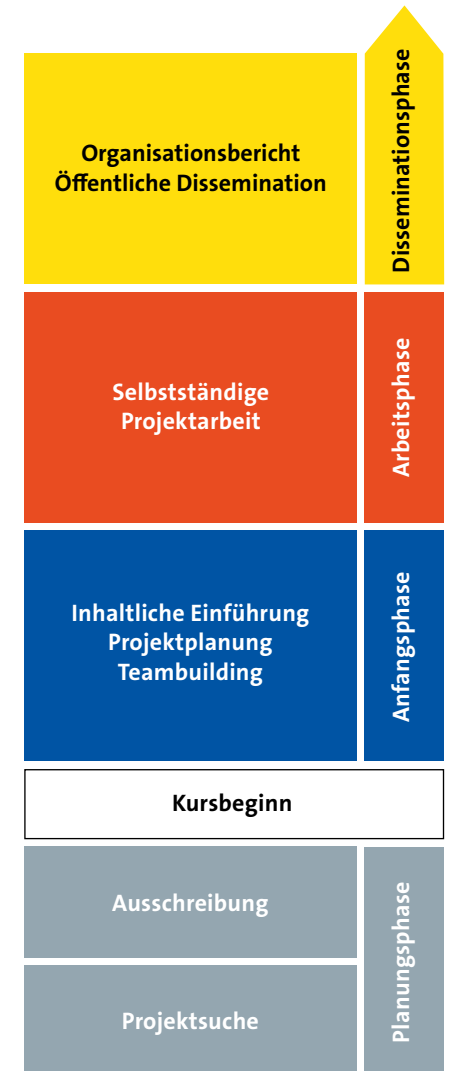 Organisationsbericht
Öffentliche Dissemination
Disseminationsphase
Selbstständige
Projektarbeit
Arbeitsphase
Inhaltliche Einführung
Projektplanung
Teambuilding
Anfangsphase
Kursbeginn
Ausschreibung
Projektsuche
Planungsphase